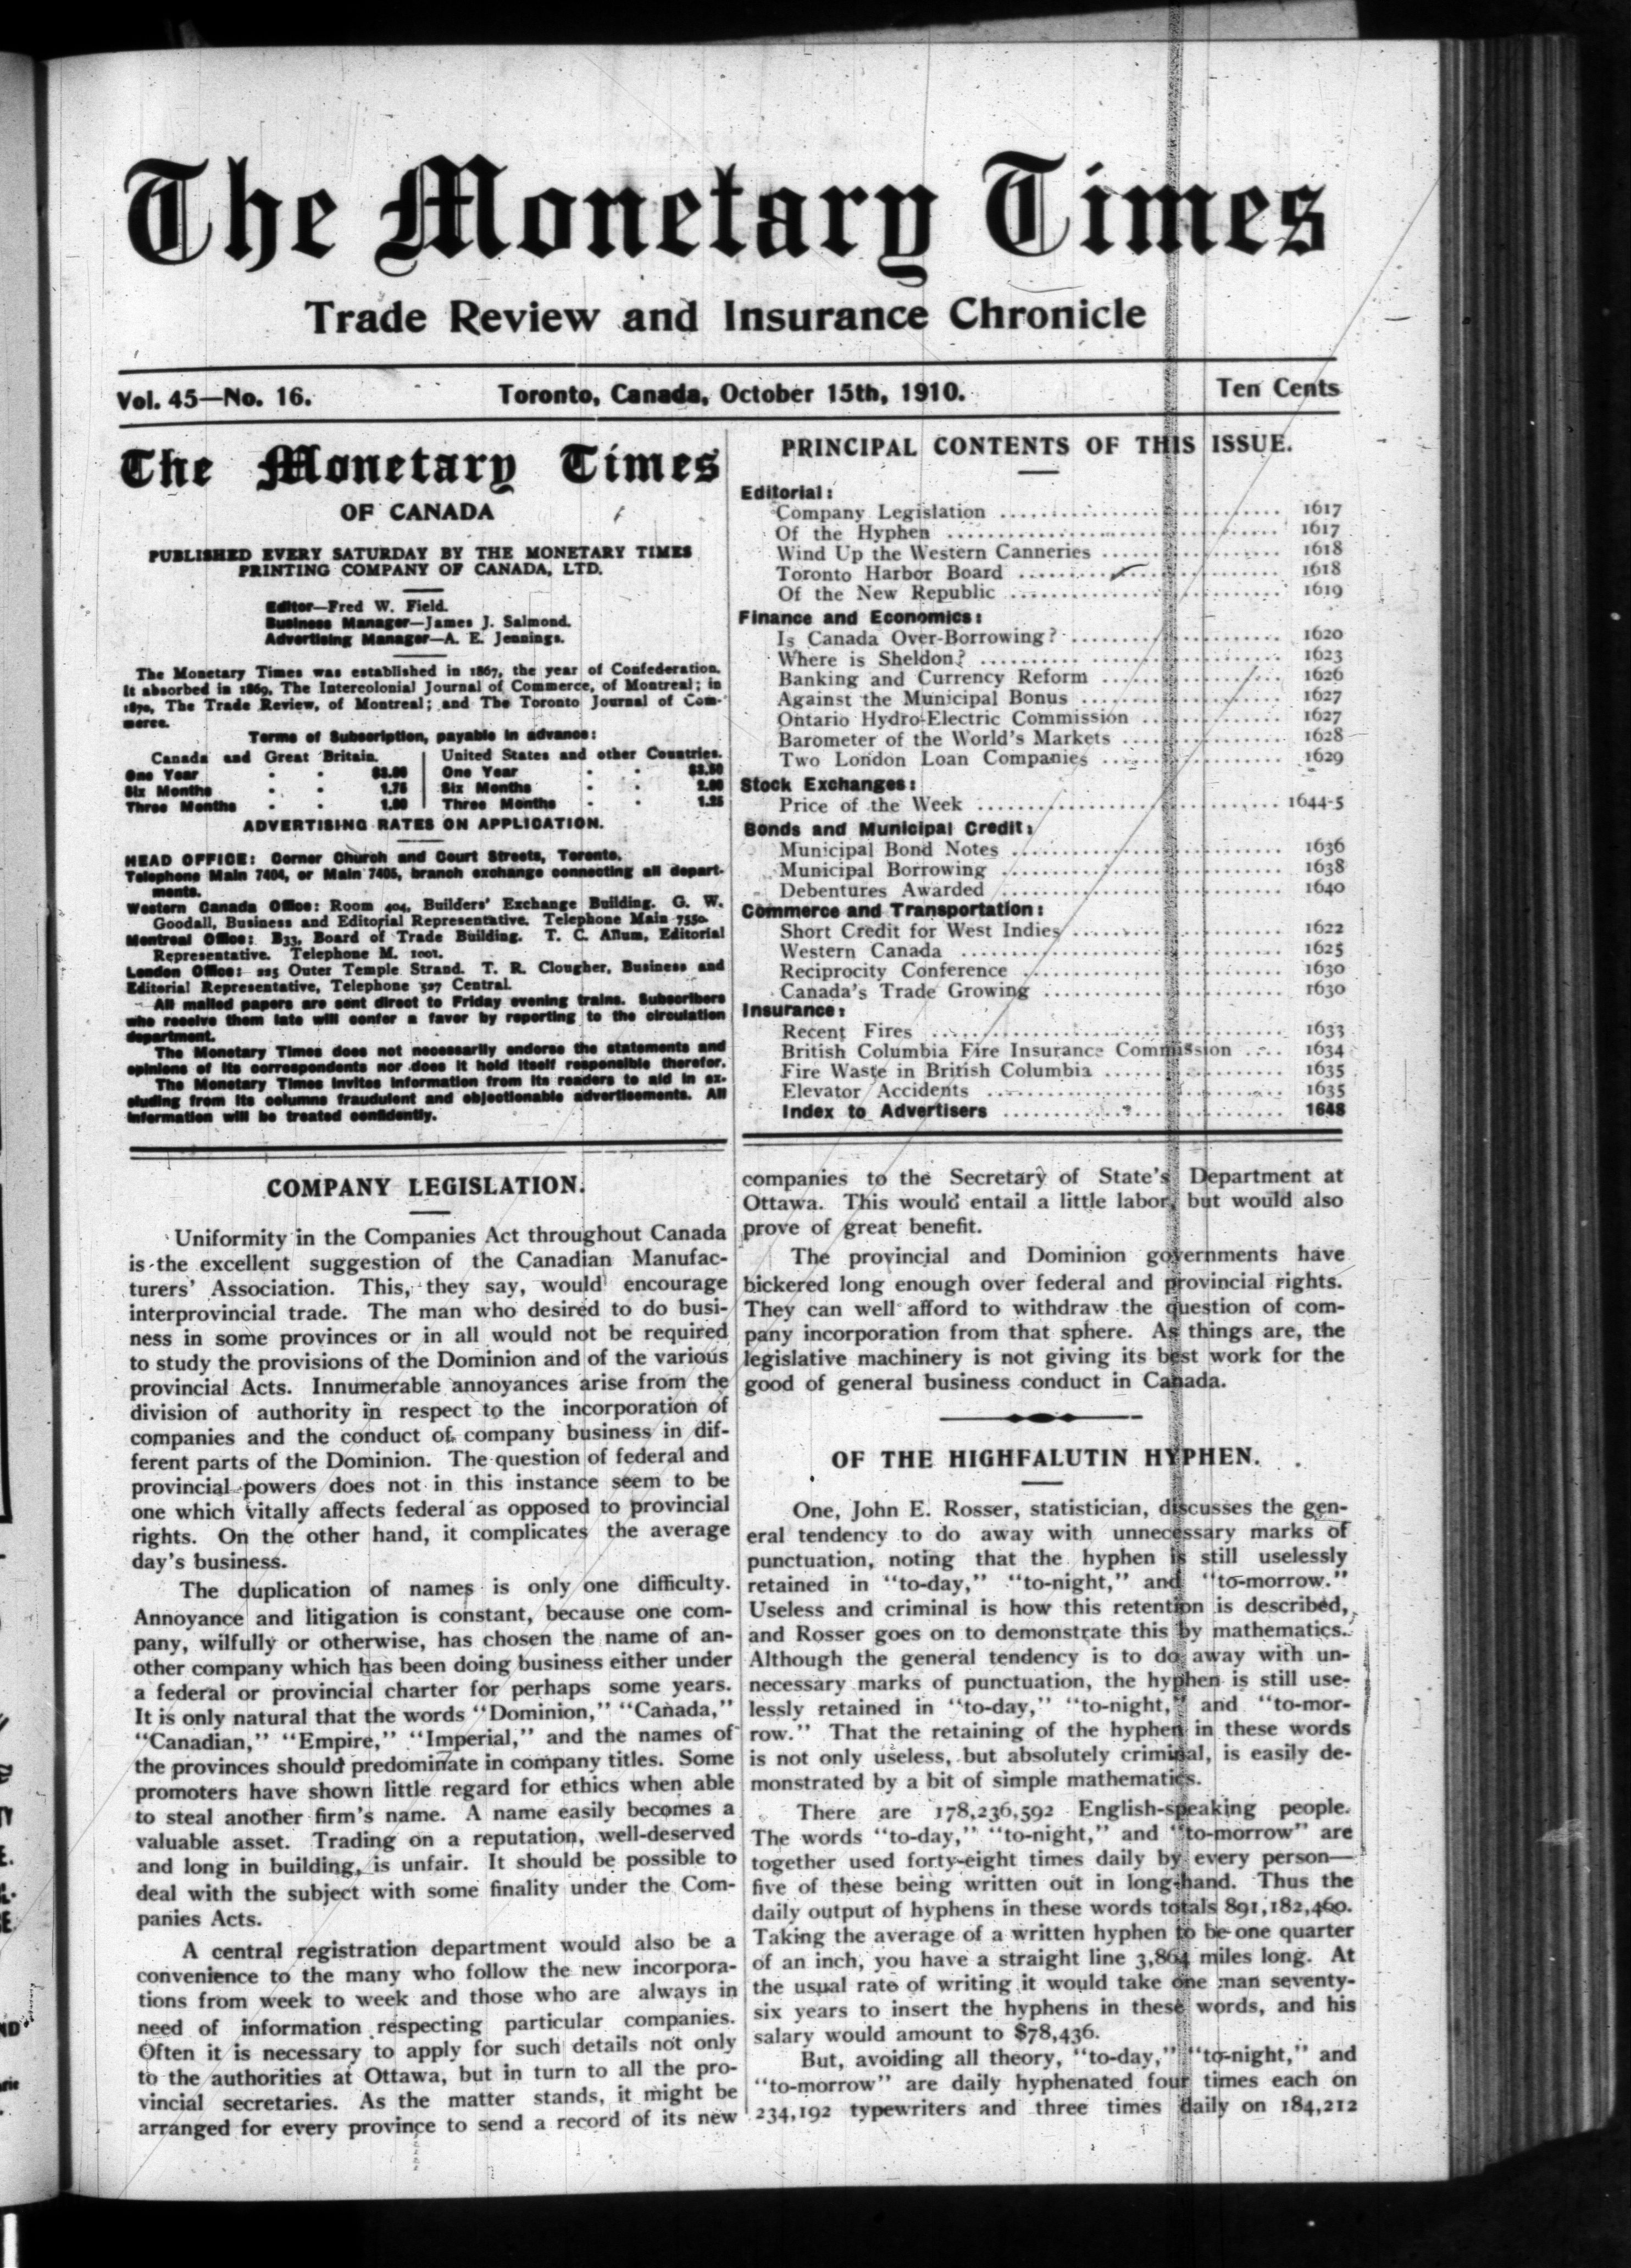 The Monetary Times
Trade Review and Insurance Chronicle
Vol. 45—No. 16. Toronto, Canada, October 15th, 1910. Ten Cents
The Monetary Times
OF CANADA
PUBLISHED EVERY SATURDAY BY THE MONETARY TIMES
PRINTING COMPANY OF CANADA, LTD.
Editor—Fred W. Field.
Business Manager—James J. Salmond.
Advertising Manager—A. E. Jennings.
The Monetary Times was established in 1867, the year of Confederation.
It absorbed in 1869, The Intercolonial Journal of Commerce, of Montreal; in
1870, The Trade Review, of Montreal; and The Toronto Journal of Com-
merce.
Terms of Subscription, payable in advance:
Canada and Great Britain. United States and other Countries.
One Year - - $3.00 One Year - - $3.50
Six Months - - 1.75 Six Months - - 2.00
Three Months - - 1.00 Three Months - - 1.25
ADVERTISING RATES ON APPLICATION.
HEAD OFFICE: Corner Church and Court Streets, Toronto.
Telephone Main 7404, or Main 7405, branch exchange connecting all depart-
ments.
Western Canada Office: Room 404, Builders' Exchange Building. G. W.
Goodall, Business and Editorial Representative. Telephone Main 7550.
Montreal Office: B33, Board of Trade Building. T. C. Allum, Editorial
Representative. Telephone M. 1001.
London Office: 225 Outer Temple Strand. T. R. Clougher, Business and
Editorial Representative, Telephone 527 Central.
All mailed papers are sent direct to Friday evening trains. Subscribers
who receive them late will confer a favor by reporting to the circulation
department.
The Monetary Times does not necessarily endorse the statements and
opinions of its correspondents nor does it hold itself responsible therefor.
The Monetary Times invites information from its readers to aid in ex-
cluding from its columns fraudulent and objectionable advertisements. All
information will be treated confidently.
PRINCIPAL CONTENTS OF THIS ISSUE.
Editorial:
Company Legislation 1617
Of the Hyphen 1617
Wind Up the Western Canneries 1618
Toronto Harbor Board 1618
Of the New Republic 1619
Finance and Economics:
Is Canada Over-Borrowing? 1620
Where is Sheldon? 1623
Banking and Currency Reform 1626
Against the Municipal Bonus 1627
Ontario Hydro-Electric Commission 1627
Barometer of the World's Markets 1628
Two London Loan Companies 1629
Stock Exchanges:
Price of the Week 1644-5
Bonds and Municipal Credit:
Municipal Bond Notes 1636
Municipal Borrowing 1638
Debentures Awarded 1640
Commerce and Transportation:
Short Credit for West Indies 1622
Western Canada 1625
Reciprocity Conference 1630
Canada's Trade Growing 1630
Insurance:
Recent Fires 1633
British Columbia Fire Insurance Commission 1634
Fire Waste in British Columbia 1635
Elevator Accidents 1635
Index to Advertisers 1648
COMPANY LEGISLATION.
Uniformity in the Companies Act throughout Canada
is the excellent suggestion of the Canadian Manufac-
turers' Association. This, they say, would encourage
interprovincial trade. The man who desired to do busi-
ness in some provinces or in all would not be required
to study the provisions of the Dominion and of the various
provincial Acts. Innumerable annoyances arise from the
division of authority in respect to the incorporation of
companies and the conduct of company business in dif-
ferent parts of the Dominion. The question of federal and
provincial powers does not in this instance seem to be
one which vitally affects federal as opposed to provincial
rights. On the other hand, it complicates the average
day's business.
The duplication of names is only one difficulty.
Annoyance and litigation is constant, because one com-
pany, wilfully or otherwise, has chosen the name of an-
other company which has been doing business either under
a federal or provincial charter for perhaps some years.
It is only natural that the words "Dominion," "Canada,"
"Canadian," "Empire," "Imperial," and the names of
the provinces should predominate in company titles. Some
promoters have shown little regard for ethics when able
to steal another firm's name. A name easily becomes a
valuable asset. Trading on a reputation, well-deserved
and long in building, is unfair. It should be possible to
deal with the subject with some finality under the Com-
panies Acts.
A central registration department would also be a
convenience to the many who follow the new incorpora-
tions from week to week and those who are always in
need of information respecting particular companies.
Often it is necessary to apply for such details not only
to the authorities at Ottawa, but in turn to all the pro-
vincial secretaries. As the matter stands, it might be
arranged for every province to send a record of its new
companies to the Secretary of State's Department at
Ottawa. This would entail a little labor, but would also
prove of great benefit.
The provincial and Dominion governments have
bickered long enough over federal and provincial rights.
They can well afford to withdraw the question of com-
pany incorporation from that sphere. As things are, the
legislative machinery is not giving its best work for the
good of general business conduct in Canada.
OF THE HIGHFALUTIN HYPHEN.
One, John E. Rosser, statistician, discusses the gen-
eral tendency to do away with unnecessary marks of
punctuation, noting that the hyphen is still uselessly
retained in "to-day," "to-night," and "to-morrow."
Useless and criminal is how this retention is described,
and Rosser goes on to demonstrate this by mathematics.
Although the general tendency is to do away with un-
necessary marks of punctuation, the hyphen is still use-
lessly retained in "to-day," "to-night," and "to-mor-
row." That the retaining of the hyphen in these words
is not only useless, but absolutely criminal, is easily de-
monstrated by a bit of simple mathematics.
There are 178,236,592 English-speaking people.
The words "to-day," "to-night," and "to-morrow" are
together used forty-eight times daily by every person—
five of these being written out in long-hand. Thus the
daily output of hyphens in these words totals 891,182,460.
Taking the average of a written hyphen to be one quarter
of an inch, you have a straight line 3,864 miles long. At
the usual rate of writing it would take one man seventy-
six years to insert the hyphens in these words, and his
salary would amount to $78,436.
But, avoiding all theory, "to-day," "to-night," and
"to-morrow" are daily hyphenated four times each on
234,192 typewriters and three times daily on 184,212